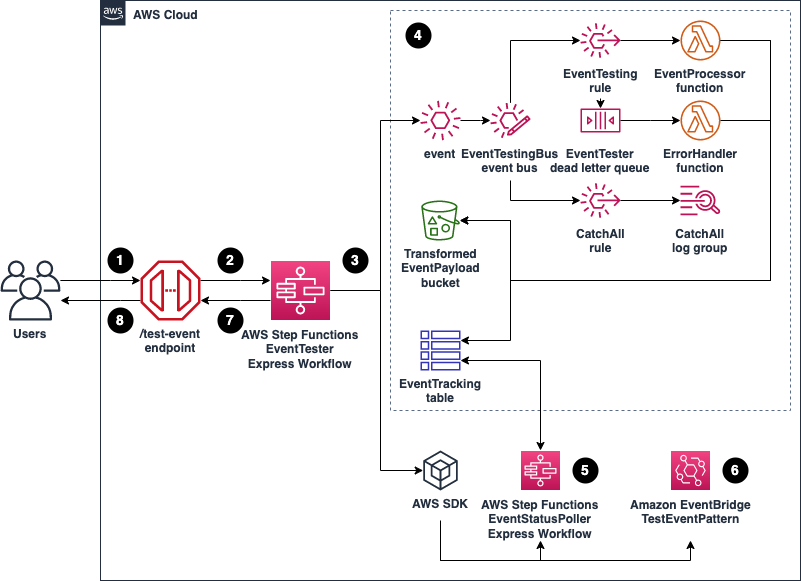 aws
AWS Cloud
4
EventTesting
rule
EventProcessor
function
event
EventTestingBus
event bus
EventTester
dead letter queue
ErrorHandler
function
Transformed
EventPayload
bucket
CatchAll
rule
CatchAll
log group
1
2
3
Users
8
/test-event
endpoint
7
AWS Step Functions
EventTester
Express Workflow
EventTracking
table
AWS SDK
5
AWS Step Functions
EventStatusPoller
Express Workflow
6
Amazon EventBridge
TestEventPattern